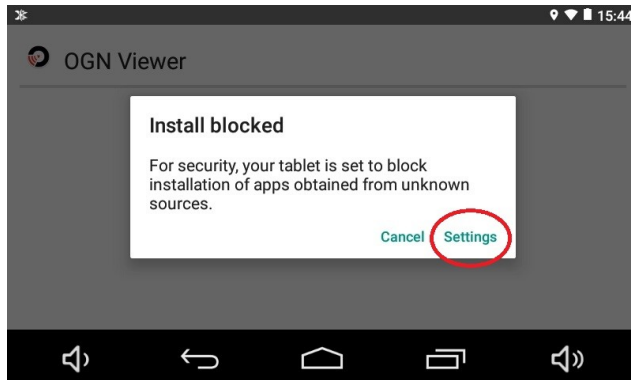 15:44
OGN Viewer
Install blocked
For security, your tablet is set to block
installation of apps obtained from unknown
sources.
Cancel Settings